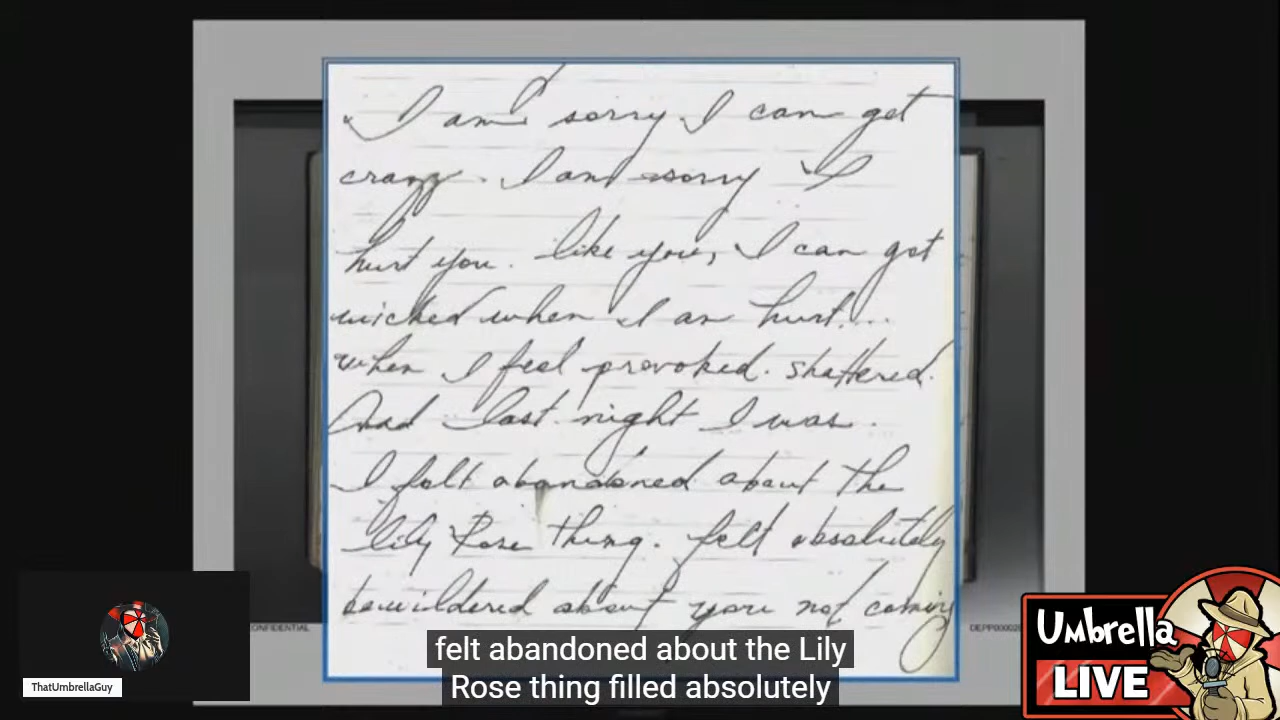 I am sorry I can get
crazy. I am sorry I
hurt you. like you, I can get
wicked when I am hurt....
when I feel provoked. shattered.
And last night I was.
I felt abandoned about the
Lily Rose thing. felt absolutely
bewildered about you not coming
CONFIDENTIAL
felt abandoned about the Lily
Rose thing filled absolutely
ThatUmbrellaGuy
Umbrella
LIVE